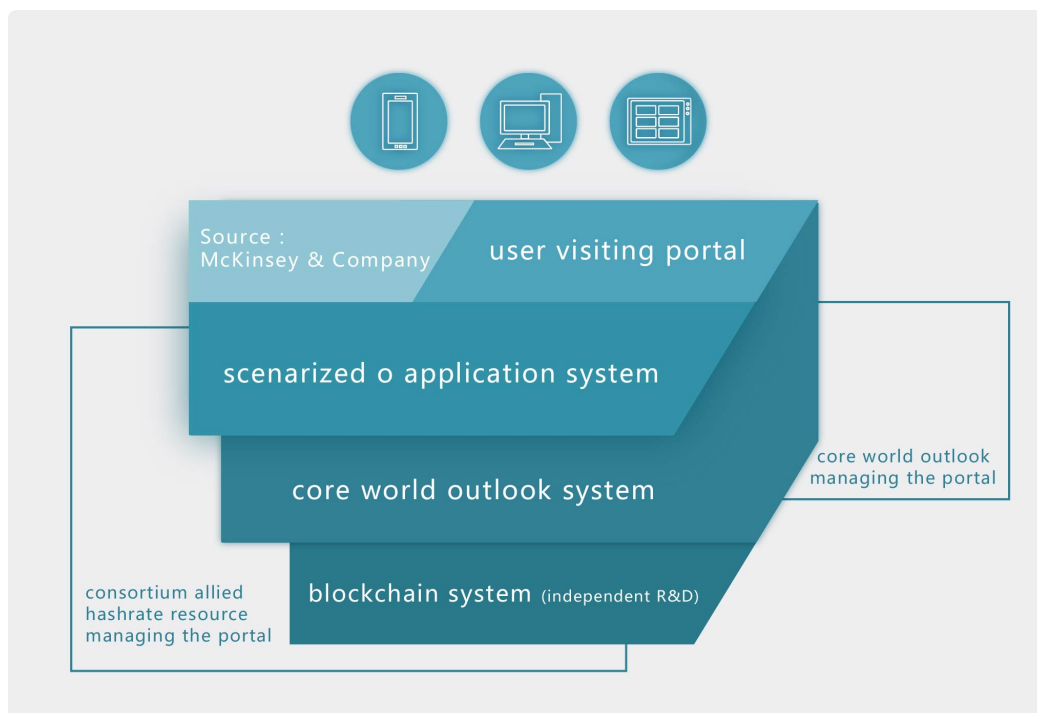 Source :
McKinsey & Company
user visiting portal
scenarized o application system
core world outlook system
core world outlook
managing the portal
blockchain system (independent R&D)
consortium allied
hashrate resource
managing the portal